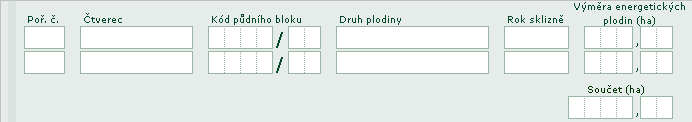 Poř. č. Čtverec Kód půdního bloku Druh plodiny Rok sklizně Výměra energetických
plodin (ha)
/ ,
/ ,
Součet (ha)
,